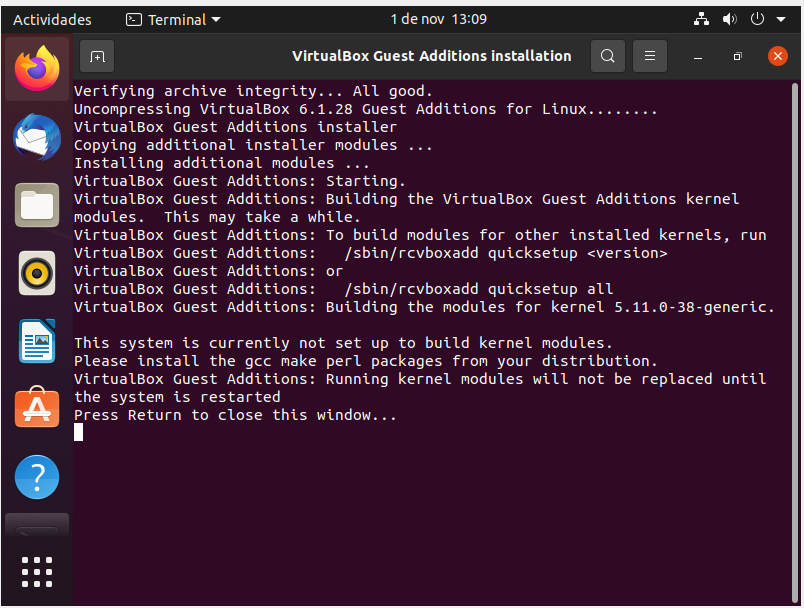 Actividades
Terminal
1 de nov 13:09
VirtualBox Guest Additions installation
Verifying archive integrity... All good.
Uncompressing VirtualBox 6.1.28 Guest Additions for Linux........
VirtualBox Guest Additions installer
Copying additional installer modules ...
Installing additional modules ...
VirtualBox Guest Additions: Starting.
VirtualBox Guest Additions: Building the VirtualBox Guest Additions kernel
modules.  This may take a while.
VirtualBox Guest Additions: To build modules for other installed kernels, run
VirtualBox Guest Additions:   /sbin/rcvboxadd quicksetup <version>
VirtualBox Guest Additions: or
VirtualBox Guest Additions:   /sbin/rcvboxadd quicksetup all
VirtualBox Guest Additions: Building the modules for kernel 5.11.0-38-generic.
This system is currently not set up to build kernel modules.
Please install the gcc make perl packages from your distribution.
VirtualBox Guest Additions: Running kernel modules will not be replaced until
the system is restarted
Press Return to close this window...